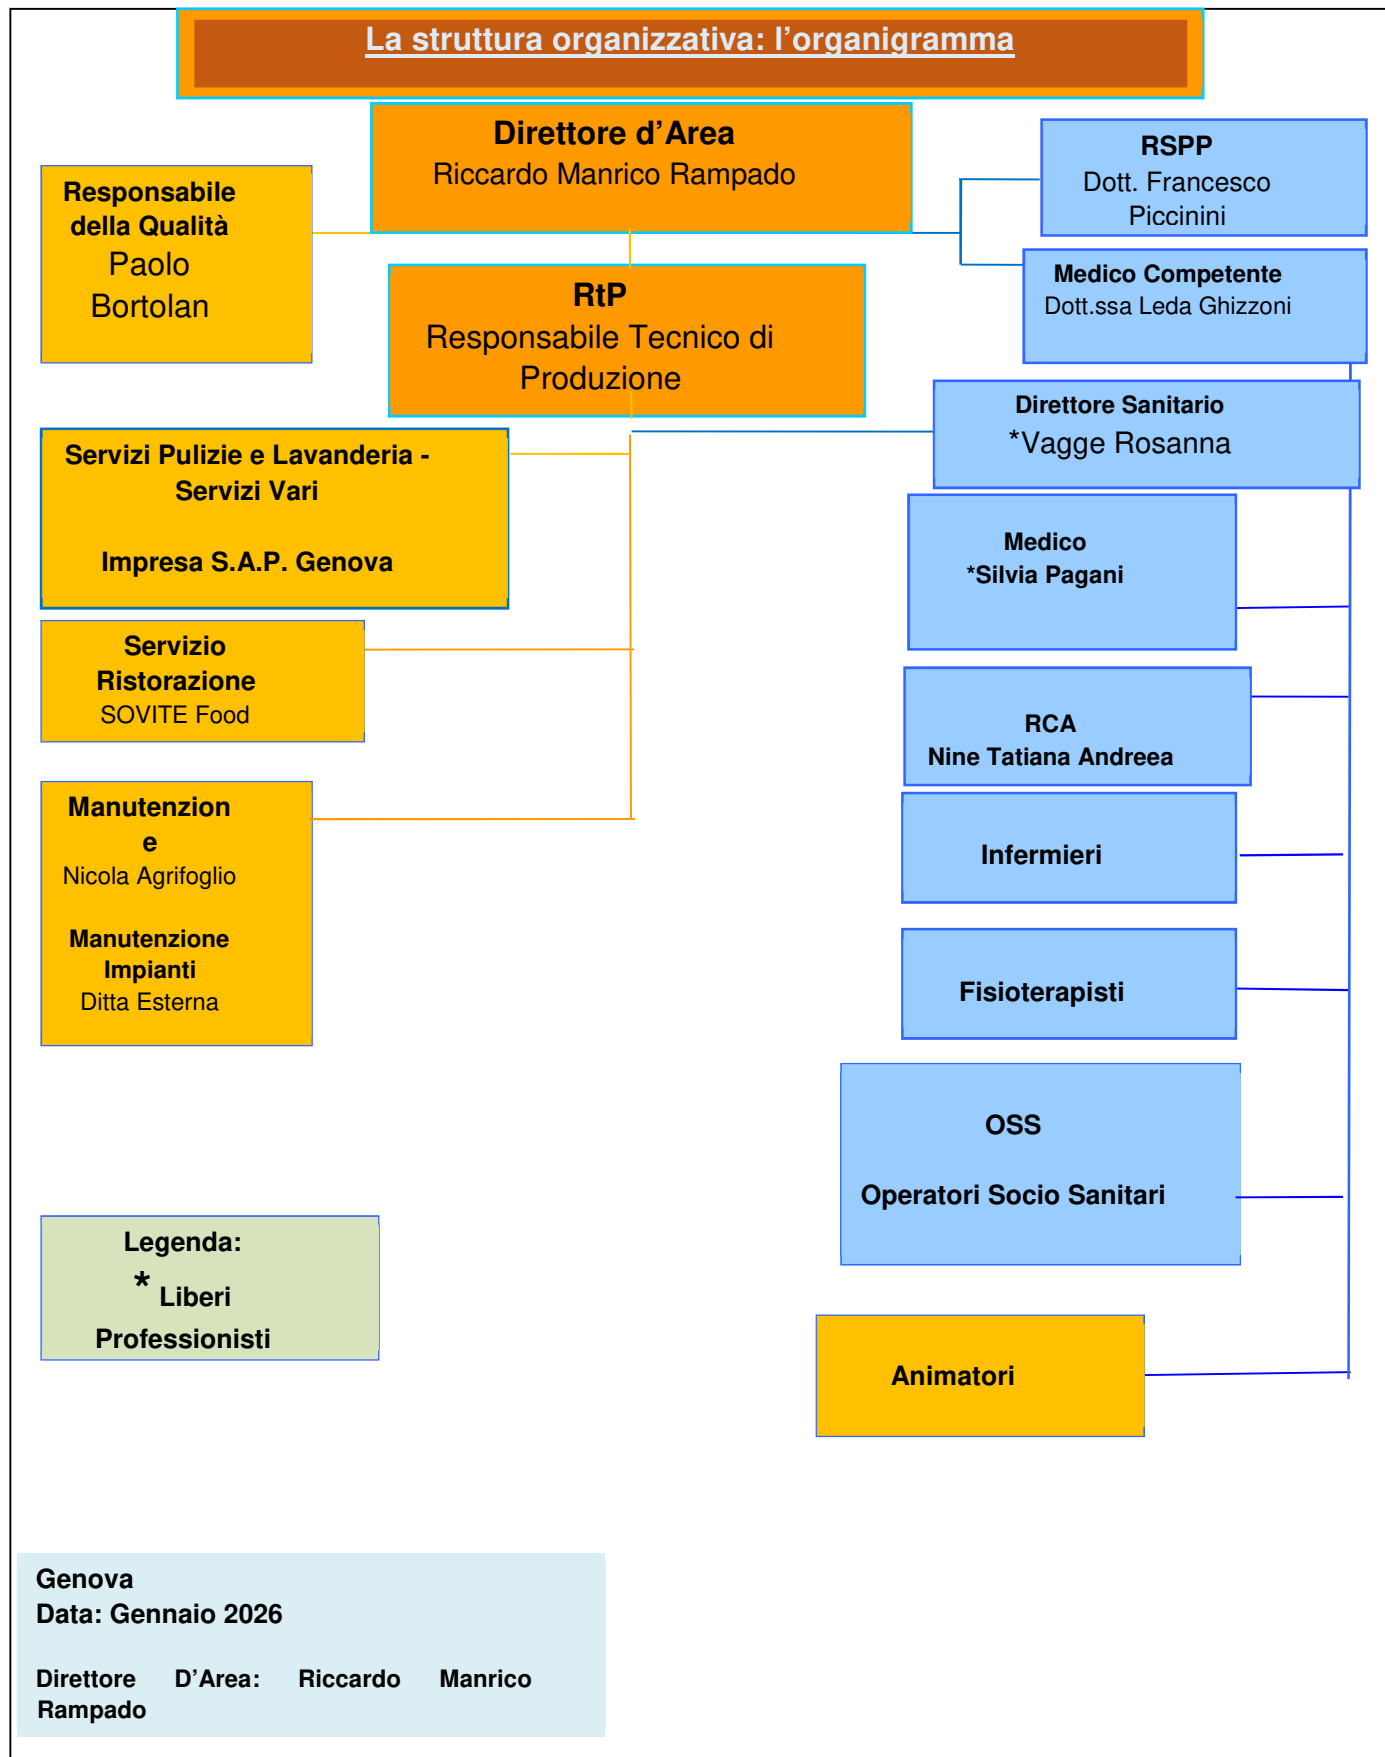 La struttura organizzativa: l'organigramma
Direttore d'Area
Riccardo Manrico Rampado
RSPP
Dott. Francesco
Piccinini
Responsabile
della Qualità
Paolo
Bortolan
Medico Competente
Dott.ssa Leda Ghizzoni
RtP
Responsabile Tecnico di
Produzione
Direttore Sanitario
*Vagge Rosanna
Servizi Pulizie e Lavanderia -
Servizi Vari
Impresa S.A.P. Genova
Medico
*Silvia Pagani
Servizio
Ristorazione
SOVITE Food
RCA
Nine Tatiana Andreea
Manutenzion
e
Nicola Agrifoglio
Manutenzione
Impianti
Ditta Esterna
Infermieri
Fisioterapisti
OSS
Operatori Socio Sanitari
Legenda:
* Liberi
Professionisti
Animatori
Genova
Data: Gennaio 2026
Direttore D'Area: Riccardo Manrico
Rampado